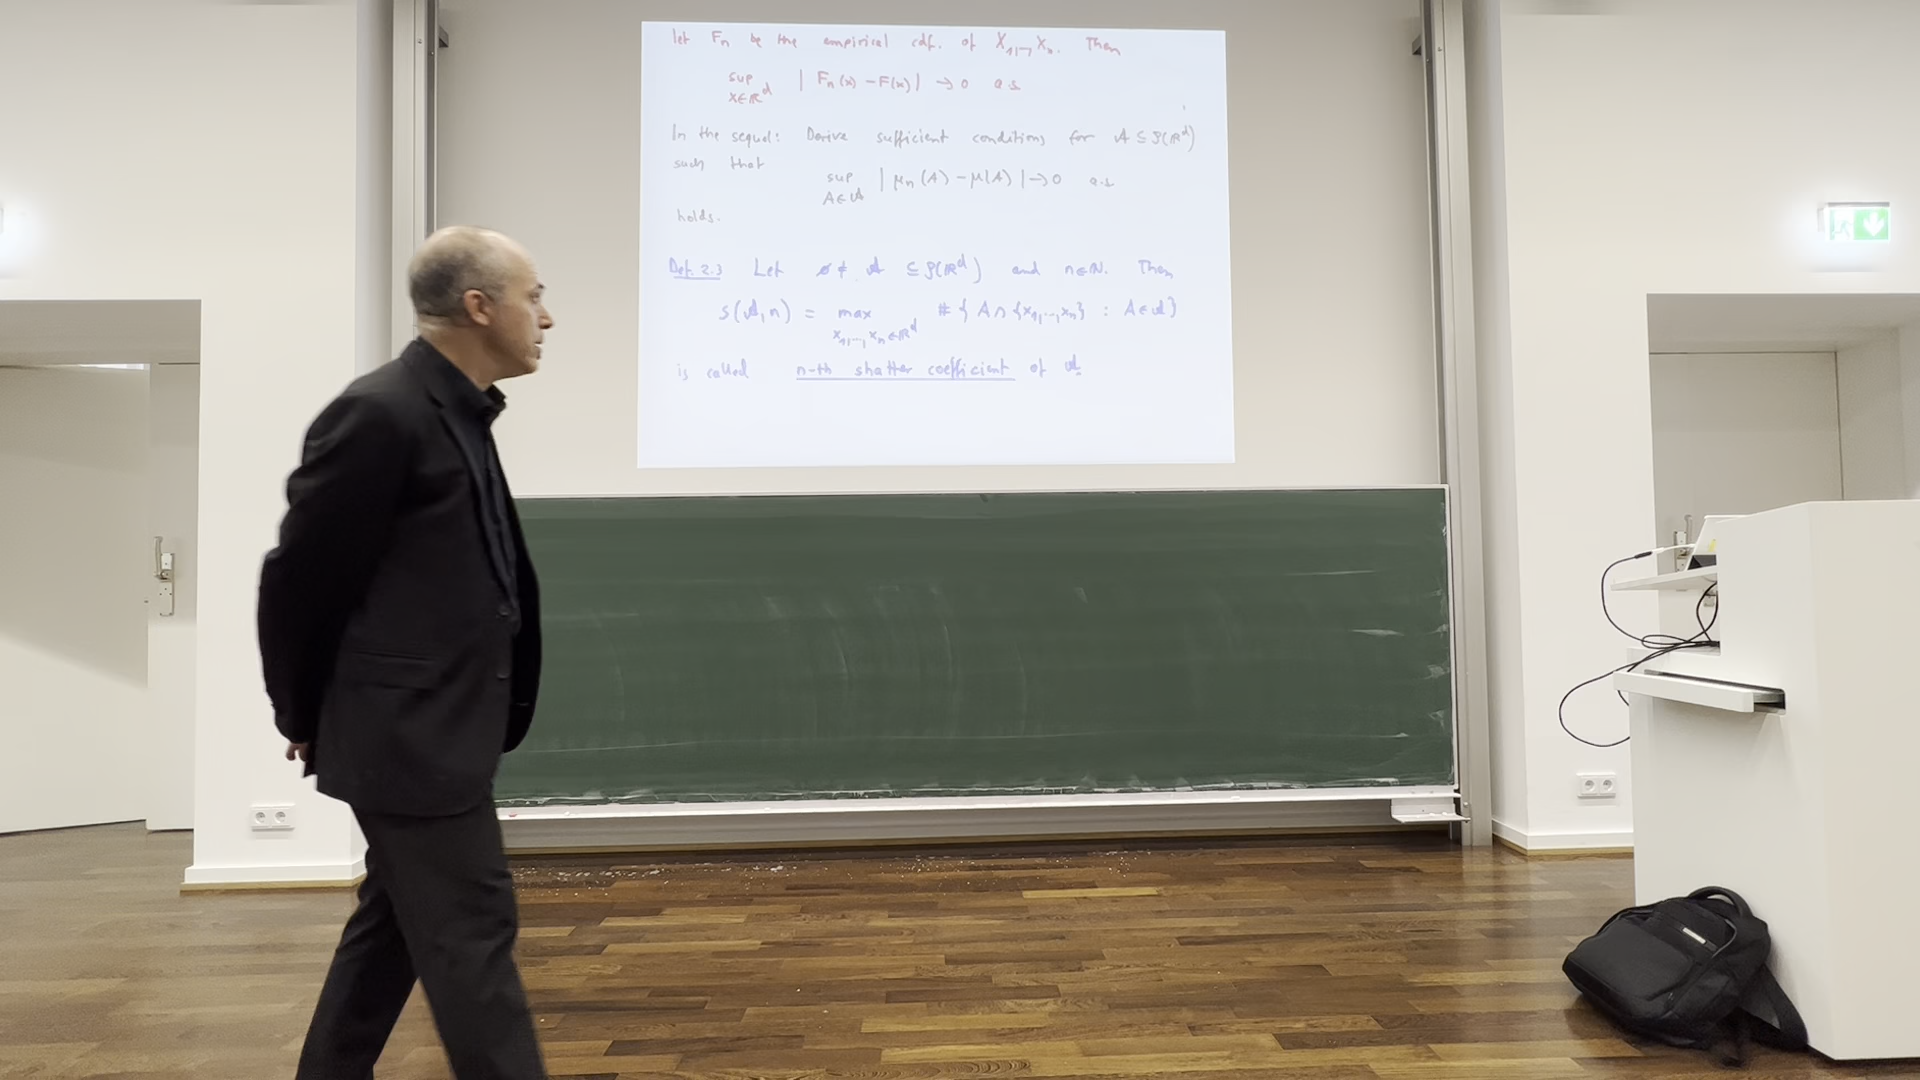 let Fn be the empirical cdf. of X1,...,Xn. Then
sup x∈ℝᵈ | Fn(x) - F(x) | → 0 a.s
In the sequel: Derive sufficient conditions for 𝒜 ⊆ 𝒫(ℝᵈ)
such that
sup A∈𝒜 | μn(A) - μ(A) | → 0 a.s
holds.
Def. 2.3 Let ∅ ≠ 𝒜 ⊆ 𝒫(ℝᵈ) and n∈ℕ. Then
s(𝒜,n) = max x1,...,xn∈ℝᵈ # { A∩{x1,...,xn} : A∈𝒜 }
is called n-th shatter coefficient of 𝒜.